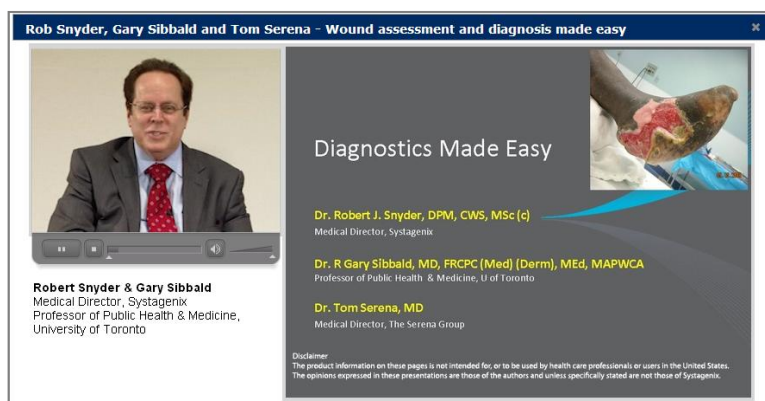 Rob Snyder, Gary Sibbald and Tom Serena - Wound assessment and diagnosis made easy
Robert Snyder & Gary Sibbald
Medical Director, Systagenix
Professor of Public Health & Medicine,
University of Toronto
Diagnostics Made Easy
Dr. Robert J. Snyder, DPM, CWS, MSc (c)
Medical Director, Systagenix
Dr. R Gary Sibbald, MD, FRCPC (Med) (Derm), MEd, MAPWCA
Professor of Public Health & Medicine, U of Toronto
Dr. Tom Serena, MD
Medical Director, The Serena Group
Disclaimer
The product information on these pages is not intended for, or to be used by health care professionals or users in the United States.
The opinions expressed in these presentations are those of the authors and unless specifically stated are not those of Systagenix.